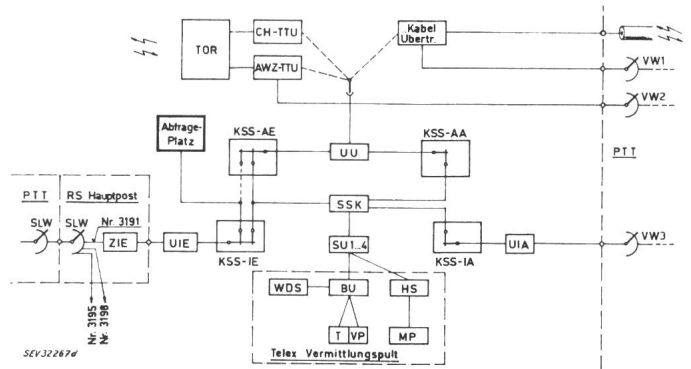 TOR
CH-TTU
AWZ-TTU
Kabel
Übertr.
VW1
VW2
Abfrage-
Platz
KSS-AE
UU
KSS-AA
PTT
PTT
RS Hauptpost
SLW
SLW
Nr. 3191
ZIE
UIE
KSS-IE
SSK
SU1...4
KSS-IA
UIA
VW3
Nr. 3195
Nr. 3198
WDS
BU
HS
T
VP
MP
Telex Vermittlungspult
SEV32267d